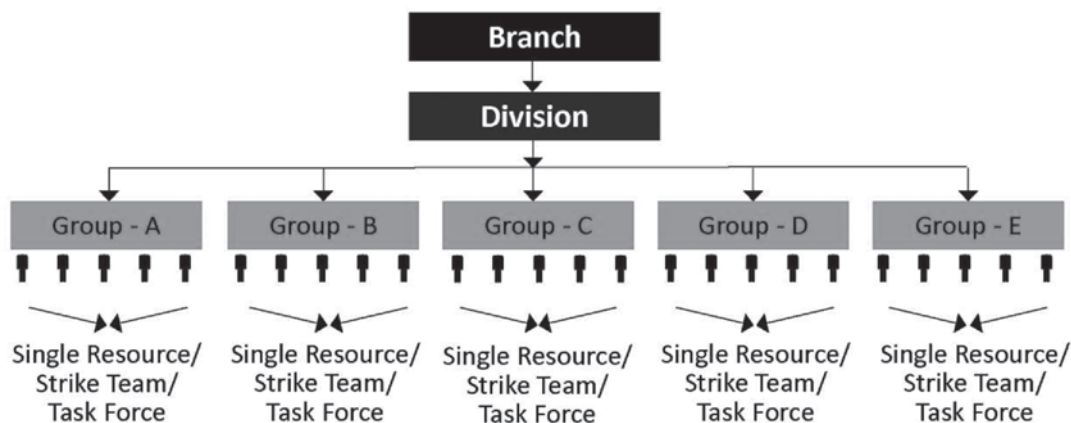 Branch
Division
Group - A
Group - B
Group - C
Group - D
Group - E
Single Resource/
Strike Team/
Task Force
Single Resource/
Strike Team/
Task Force
Single Resource/
Strike Team/
Task Force
Single Resource/
Strike Team/
Task Force
Single Resource/
Strike Team/
Task Force